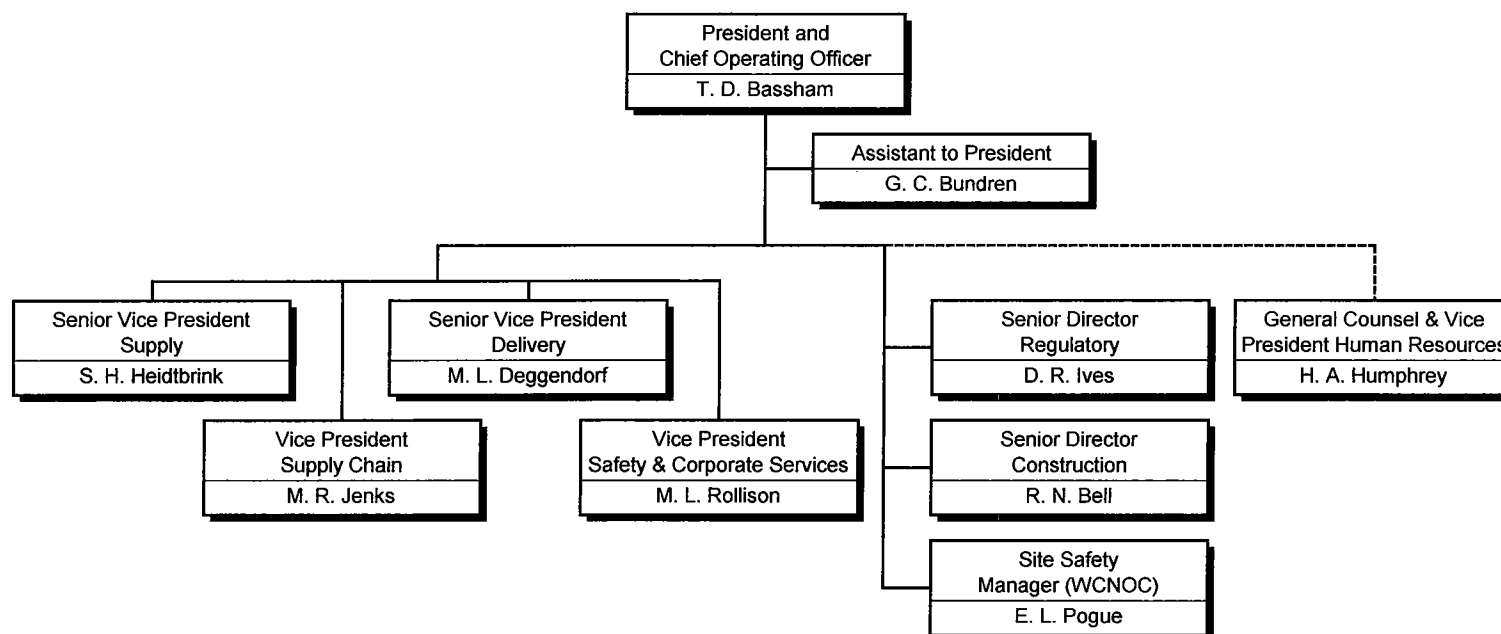 President and
Chief Operating Officer
T. D. Bassham
Assistant to President
G. C. Bundren
Senior Vice President
Supply
S. H. Heidtbrink
Senior Vice President
Delivery
M. L. Deggendorf
Senior Director
Regulatory
D. R. Ives
General Counsel & Vice
President Human Resources
H. A. Humphrey
Vice President
Supply Chain
M. R. Jenks
Vice President
Safety & Corporate Services
M. L. Rollison
Senior Director
Construction
R. N. Bell
Site Safety
Manager (WCNOC)
E. L. Pogue